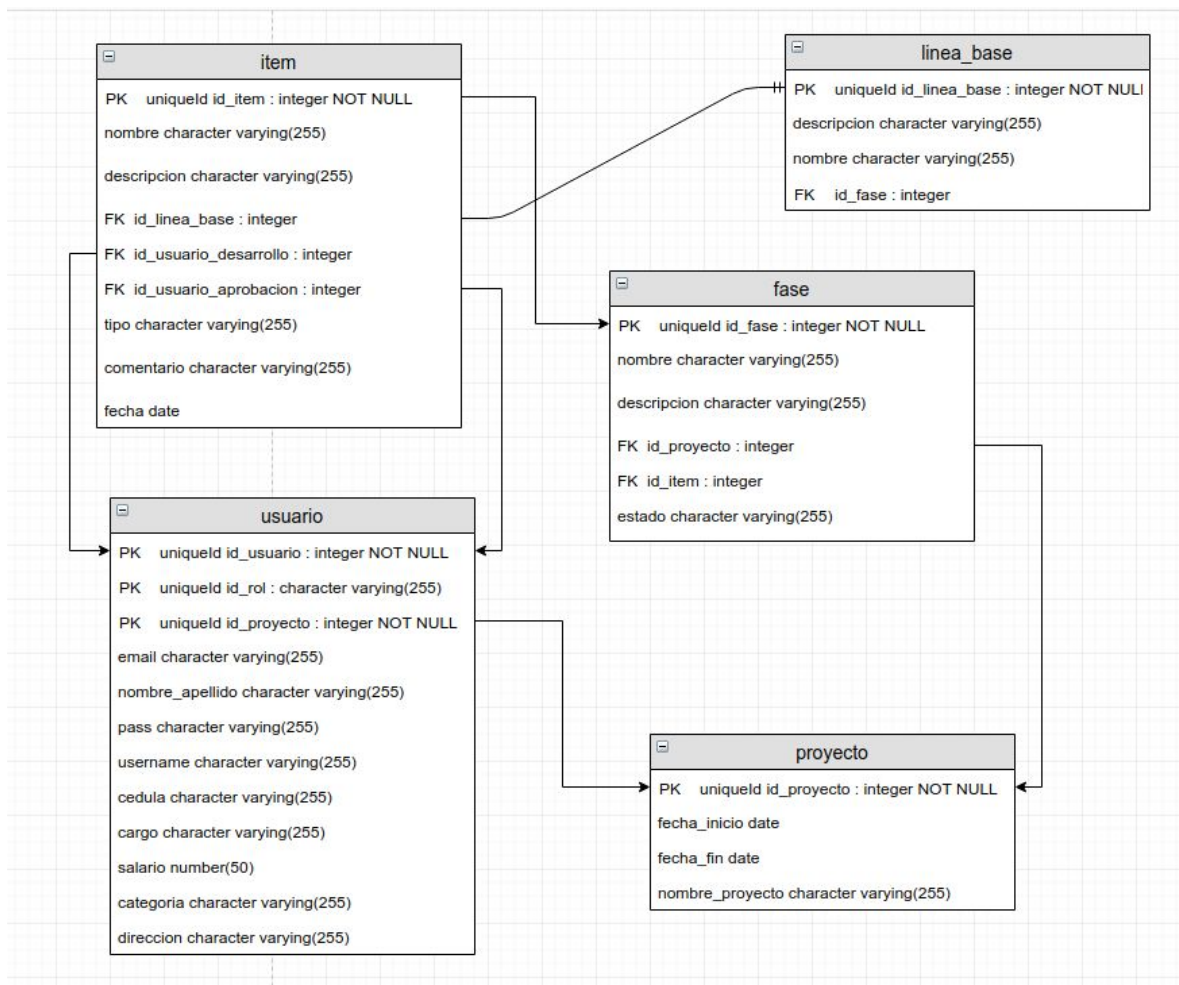 item
PK uniqueId id_item : integer NOT NULL
nombre character varying(255)
descripcion character varying(255)
FK id_linea_base : integer
FK id_usuario_desarrollo : integer
FK id_usuario_aprobacion : integer
tipo character varying(255)
comentario character varying(255)
fecha date
linea_base
PK uniqueId id_linea_base : integer NOT NULL
descripcion character varying(255)
nombre character varying(255)
FK id_fase : integer
fase
PK uniqueId id_fase : integer NOT NULL
nombre character varying(255)
descripcion character varying(255)
FK id_proyecto : integer
FK id_item : integer
estado character varying(255)
usuario
PK uniqueId id_usuario : integer NOT NULL
PK uniqueId id_rol : character varying(255)
PK uniqueId id_proyecto : integer NOT NULL
email character varying(255)
nombre_apellido character varying(255)
pass character varying(255)
username character varying(255)
cedula character varying(255)
cargo character varying(255)
salario number(50)
categoria character varying(255)
direccion character varying(255)
proyecto
PK uniqueId id_proyecto : integer NOT NULL
fecha_inicio date
fecha_fin date
nombre_proyecto character varying(255)